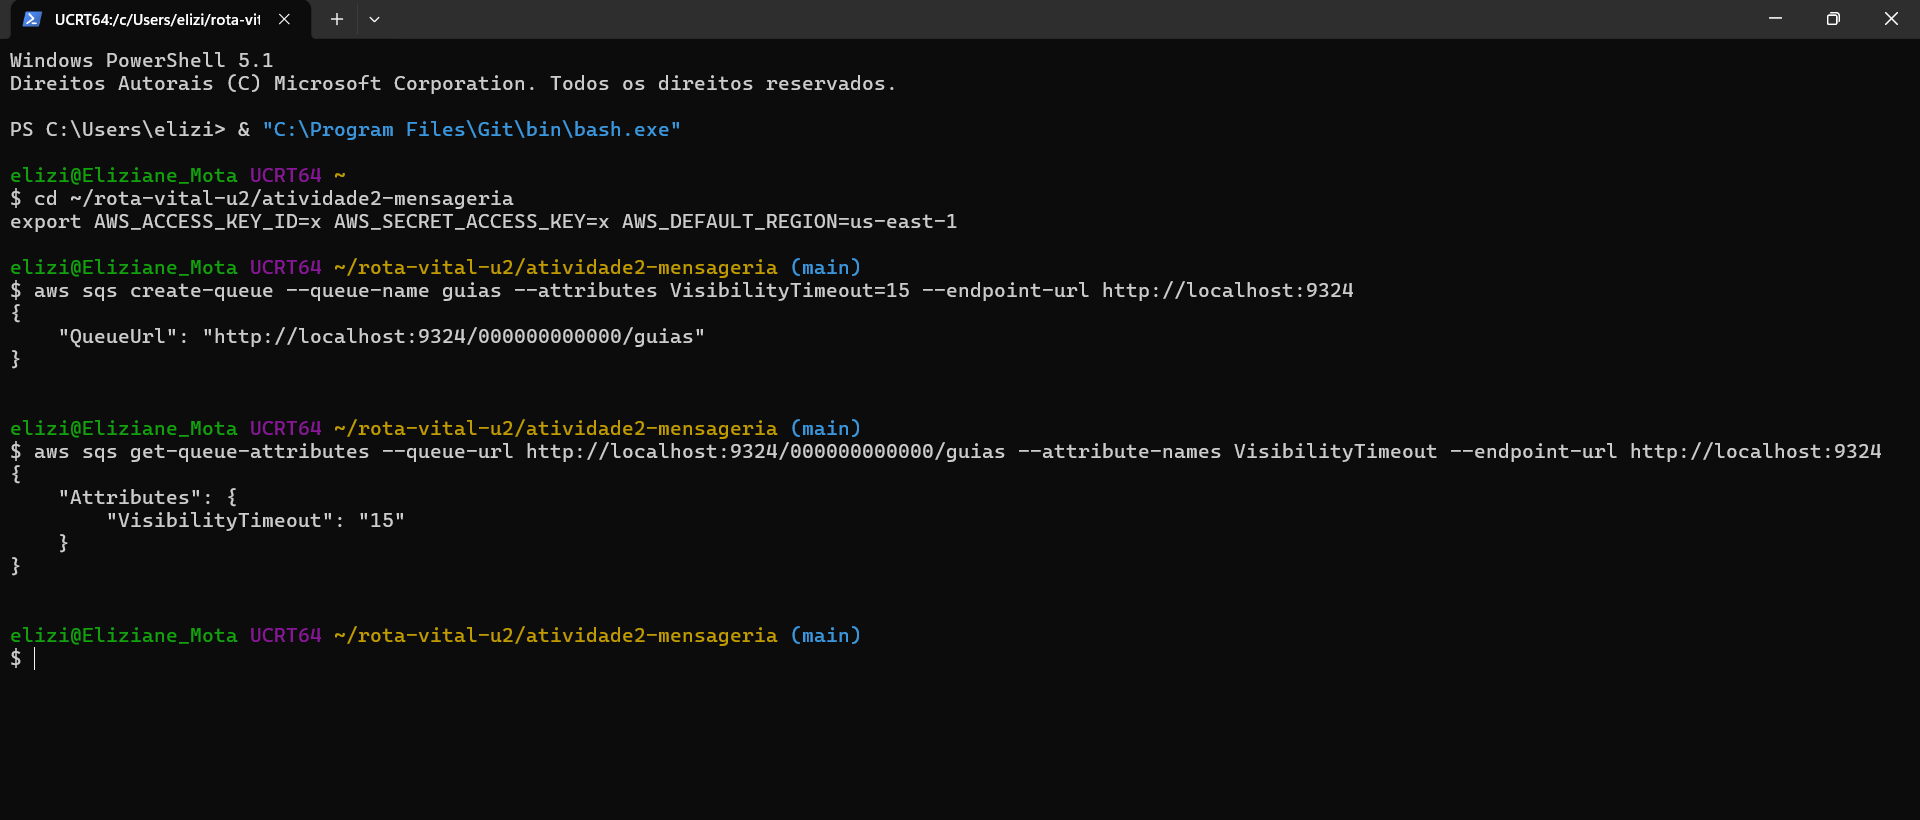 UCRT64:/c/Users/elizi/rota-vit
Windows PowerShell 5.1
Direitos Autorais (C) Microsoft Corporation. Todos os direitos reservados.
PS C:\Users\elizi> & "C:\Program Files\Git\bin\bash.exe"
elizi@Eliziane_Mota UCRT64 ~
$ cd ~/rota-vital-u2/atividade2-mensageria
export AWS_ACCESS_KEY_ID=x AWS_SECRET_ACCESS_KEY=x AWS_DEFAULT_REGION=us-east-1
elizi@Eliziane_Mota UCRT64 ~/rota-vital-u2/atividade2-mensageria (main)
$ aws sqs create-queue --queue-name guias --attributes VisibilityTimeout=15 --endpoint-url http://localhost:9324
{
    "QueueUrl": "http://localhost:9324/000000000000/guias"
}
elizi@Eliziane_Mota UCRT64 ~/rota-vital-u2/atividade2-mensageria (main)
$ aws sqs get-queue-attributes --queue-url http://localhost:9324/000000000000/guias --attribute-names VisibilityTimeout --endpoint-url http://localhost:9324
{
    "Attributes": {
        "VisibilityTimeout": "15"
    }
}
elizi@Eliziane_Mota UCRT64 ~/rota-vital-u2/atividade2-mensageria (main)
$